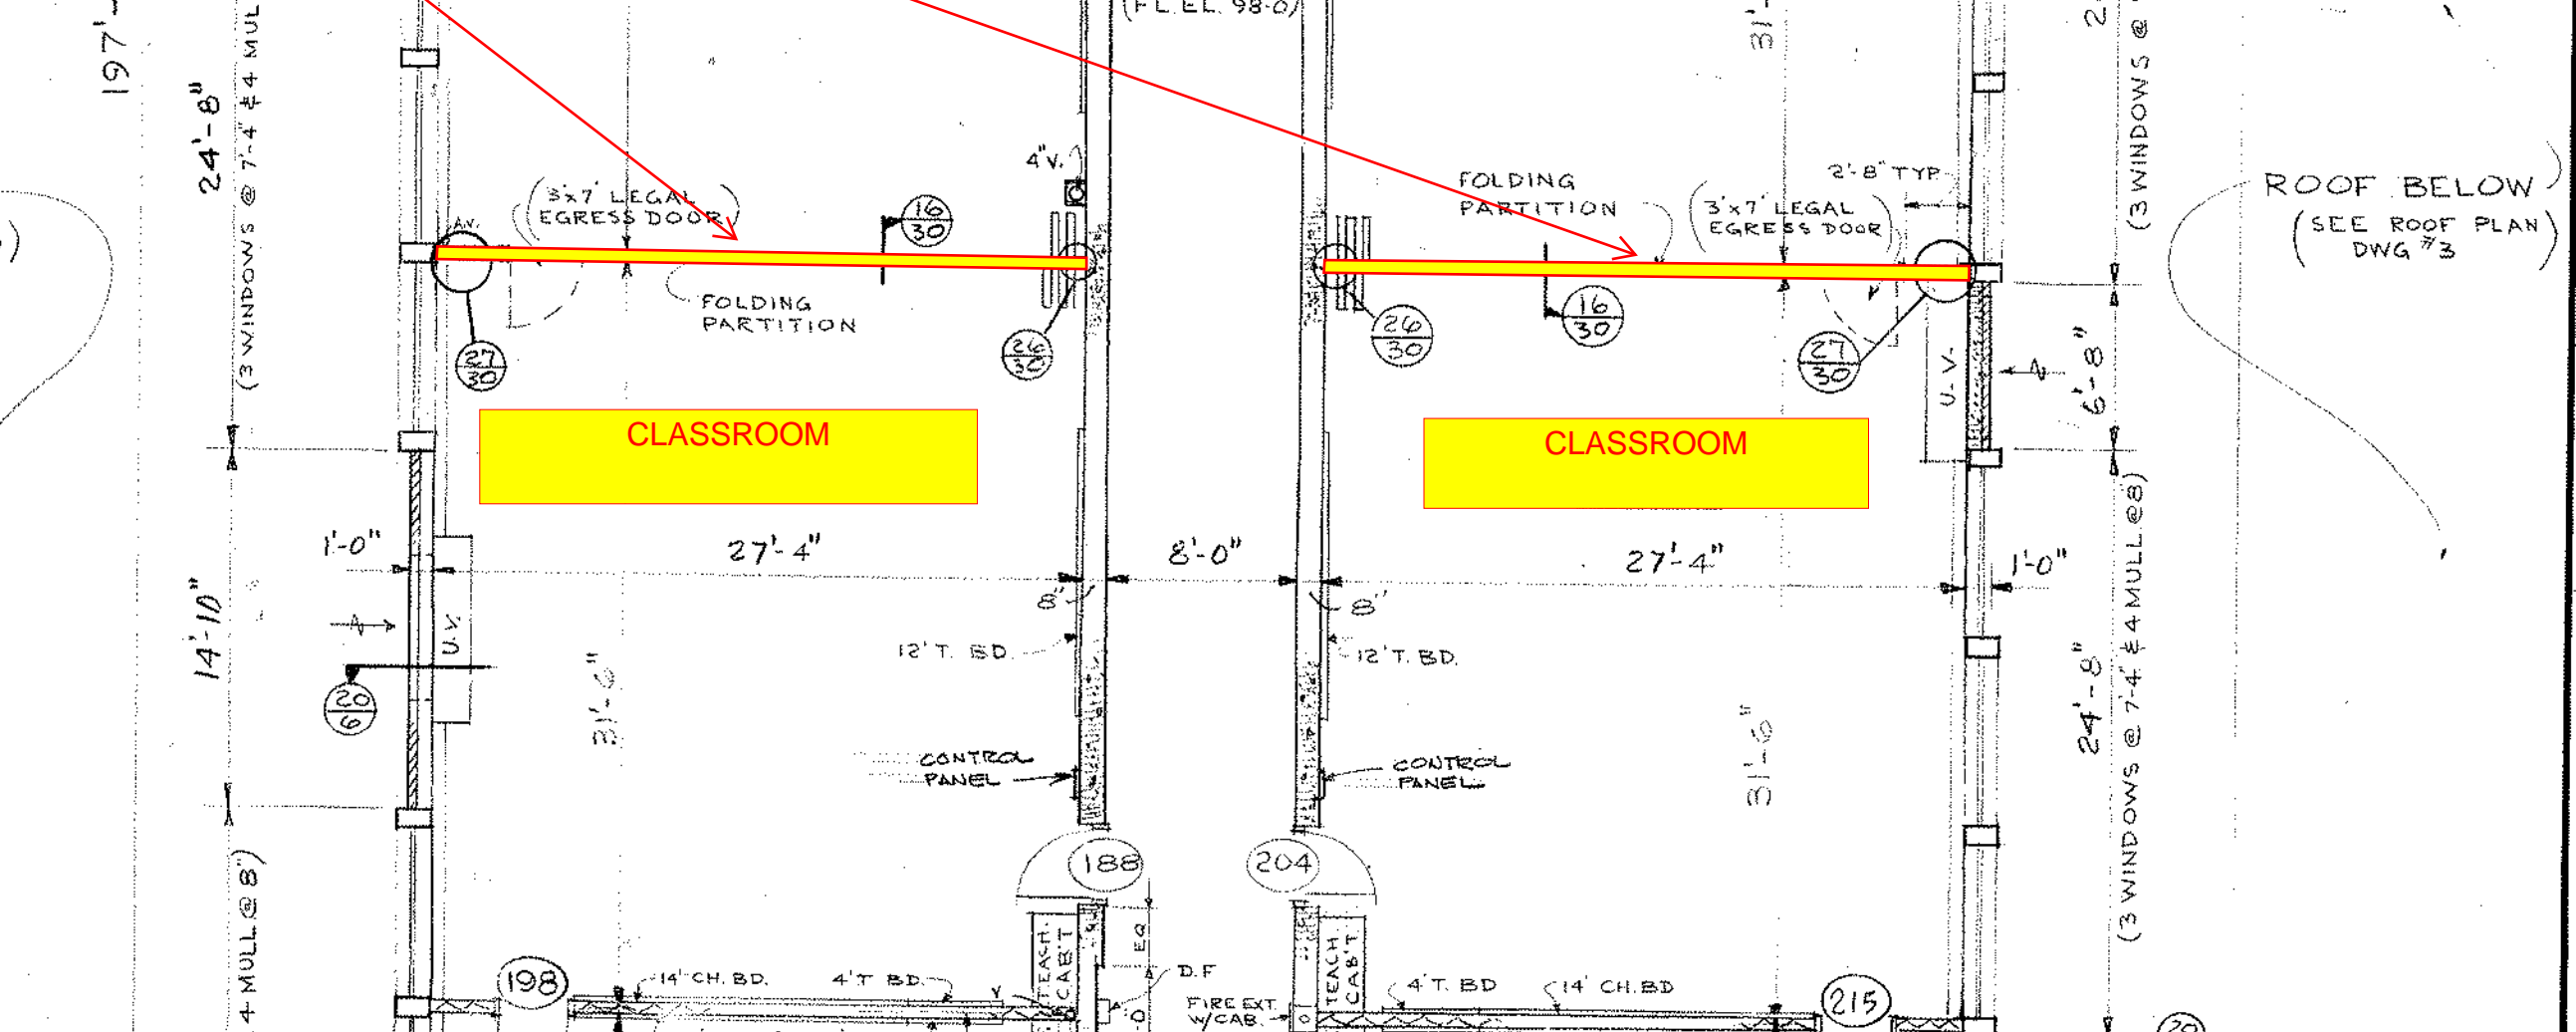 (FL. EL. 98-0)
197'-
24'-8"
(3 WINDOWS @ 7'-4" & 4 MUL
31'-
(3 WINDOWS @
4"V.
(3'x7' LEGAL
EGRESS DOOR)
A.V.
16
30
FOLDING
PARTITION
27
30
26
30
FOLDING
PARTITION
(3'x7' LEGAL
EGRESS DOOR)
2'-8" TYP.
16
30
26
30
27
30
U.V.
6'-8"
ROOF BELOW
(SEE ROOF PLAN
DWG #3)
CLASSROOM
CLASSROOM
1'-0"
27'-4"
8'-0"
27'-4"
1'-0"
8"
8"
14'-10"
U.V.
20
6
12' T. BD.
12' T. BD.
31'-6"
31'-6"
24'-8"
(3 WINDOWS @ 7'-4" & 4 MULL @ 8)
CONTROL
PANEL
CONTROL
PANEL
188
204
4 MULL @ 8")
TEACH.
CAB'T
EQ
D.F
TEACH
CAB'T.
198
14' CH. BD.
4' T BD.
FIRE EXT.
W/CAB.
4' T. BD
14' CH. BD
215
20